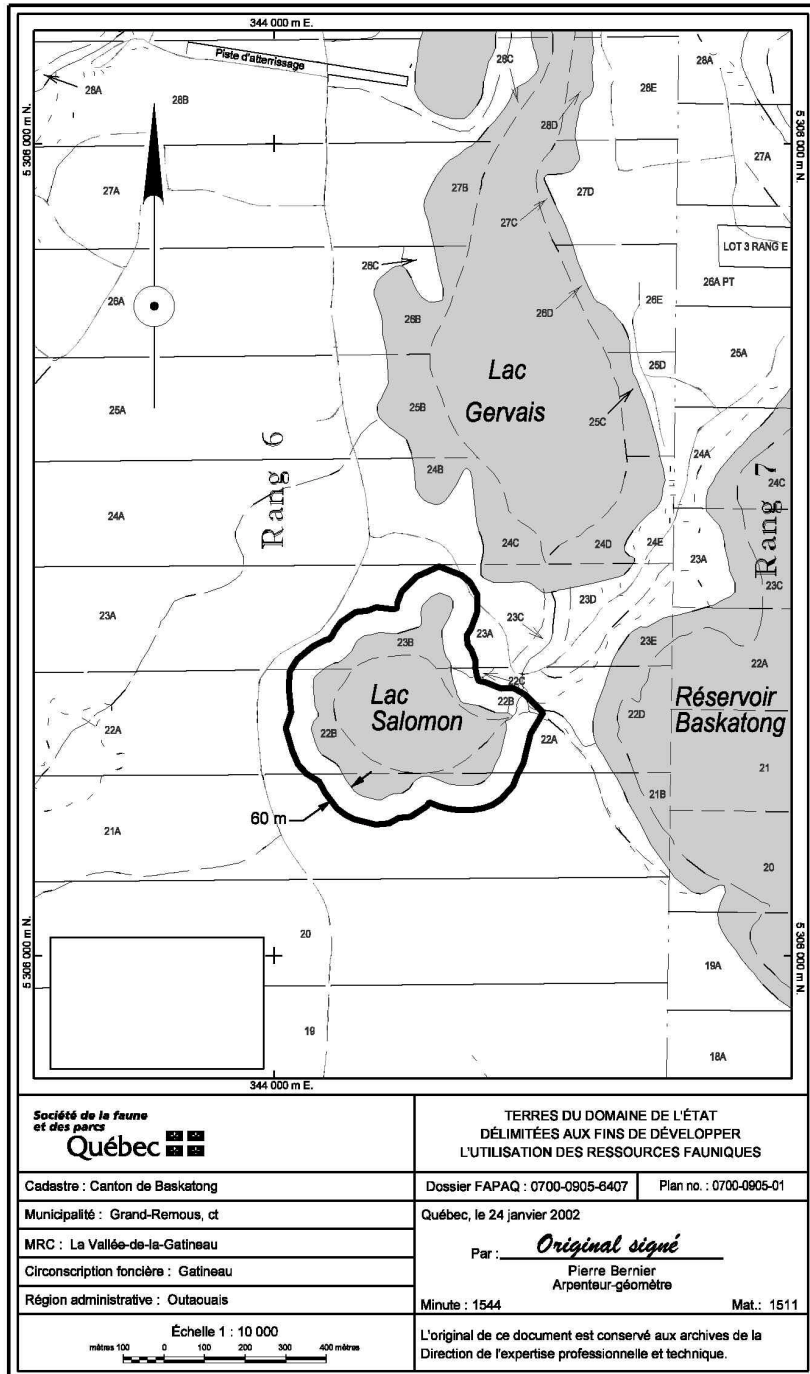 344 000 m E.
Piste d'atterrissage
28A
28B
28C
28D
28E
28A
5 308 000 m N.
5 308 000 m N.
27A
27B
27C
27D
27A
LOT 3 RANG E
26A
28C
26B
26D
26E
26A PT
Lac
Gervais
25A
25B
25C
25D
25A
Rang 6
Rang 7
24A
24B
24C
24D
24E
24A
24C
23A
23B
23A
23C
23D
23E
23A
23C
Lac
Salomon
22A
22B
22B
22C
22A
22D
22A
Réservoir
Baskatong
60 m
21A
21B
21
20
20
19
19A
18A
5 306 000 m N.
5 306 000 m N.
344 000 m E.
Société de la faune
et des parcs
Québec
TERRES DU DOMAINE DE L'ÉTAT
DÉLIMITÉES AUX FINS DE DÉVELOPPER
L'UTILISATION DES RESSOURCES FAUNIQUES
Cadastre : Canton de Baskatong
Dossier FAPAQ : 0700-0905-6407
Plan no. : 0700-0905-01
Municipalité : Grand-Remous, ct
MRC : La Vallée-de-la-Gatineau
Circonscription foncière : Gatineau
Région administrative : Outaouais
Québec, le 24 janvier 2002
Par : Original signé
Pierre Bernier
Arpenteur-géomètre
Minute : 1544
Mat.: 1511
Échelle 1 : 10 000
mètres 100 0 100 200 300 400 mètres
L'original de ce document est conservé aux archives de la
Direction de l'expertise professionnelle et technique.